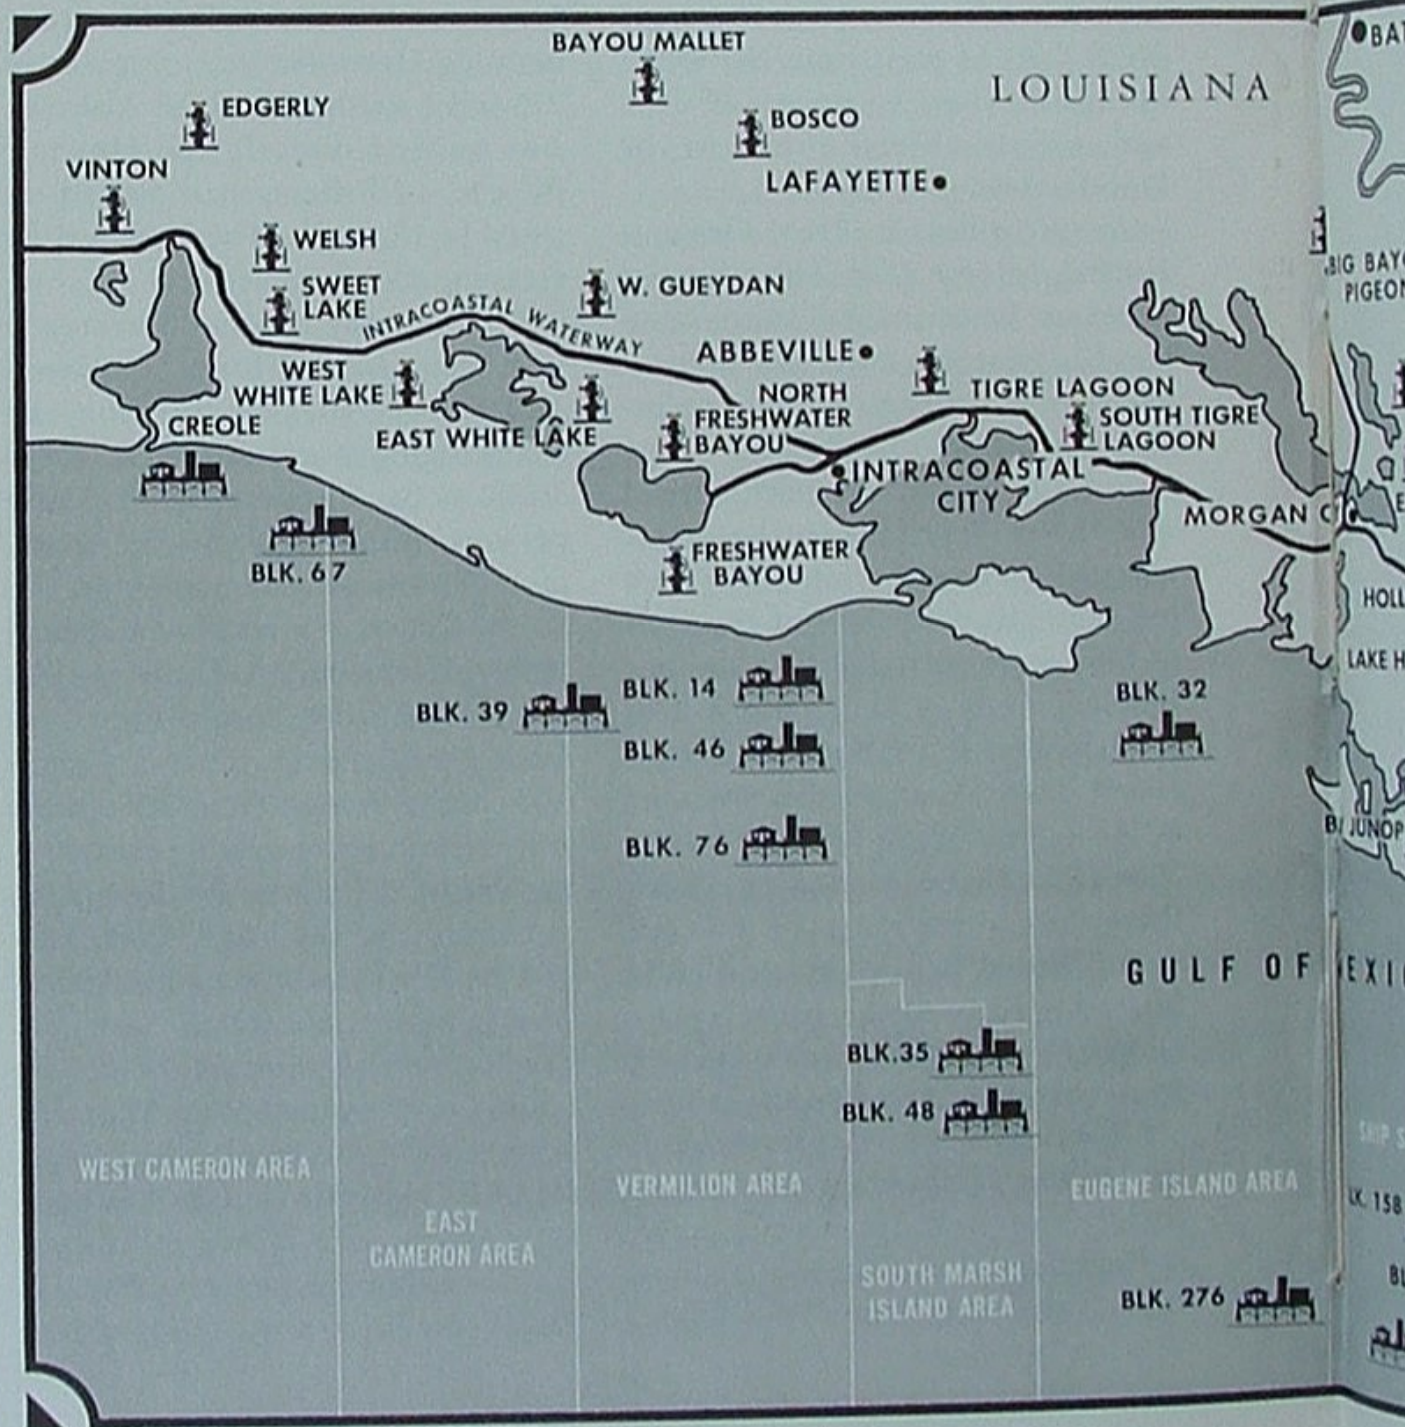 BAYOU MALLET
LOUISIANA
EDGERLY
BOSCO
VINTON
LAFAYETTE
WELSH
SWEET
LAKE
INTRACOASTAL WATERWAY
W. GUEYDAN
BIG BAYO
PIGEON
ABBEVILLE
WEST
WHITE LAKE
NORTH
FRESHWATER
BAYOU
TIGRE LAGOON
SOUTH TIGRE
LAGOON
CREOLE
EAST WHITE LAKE
INTRACOASTAL
CITY
MORGAN C
BLK. 67
FRESHWATER
BAYOU
HOLL
LAKE H
BLK. 39
BLK. 14
BLK. 32
BLK. 46
BLK. 76
JUNOP
GULF OF EXI
BLK.35
BLK. 48
WEST CAMERON AREA
VERMILION AREA
EUGENE ISLAND AREA
SHIP S
EAST
CAMERON AREA
LK. 158
SOUTH MARSH
ISLAND AREA
BLK. 276
BL
BAT